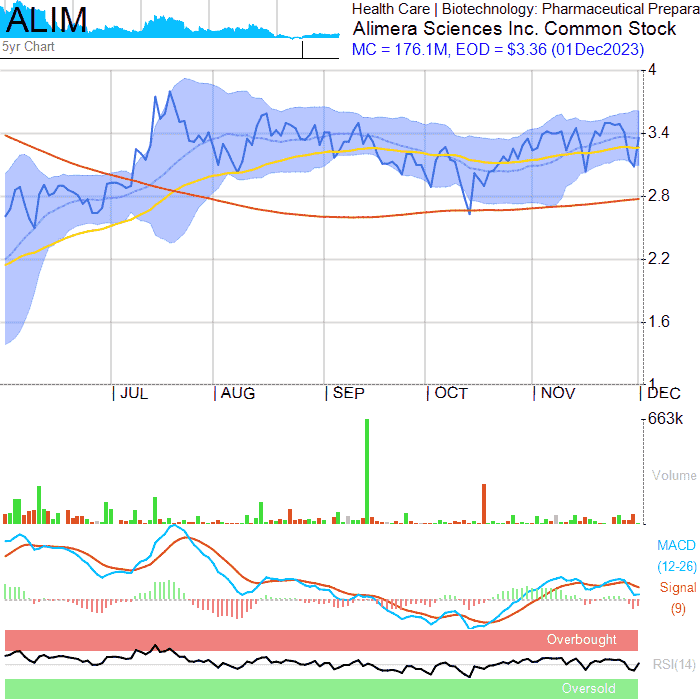 ALIM
5yr Chart
Health Care | Biotechnology: Pharmaceutical Prepara
Alimera Sciences Inc. Common Stock
MC = 176.1M, EOD = $3.36 (01Dec2023)
4
3.4
2.8
2.2
1.6
1
JUL
AUG
SEP
OCT
NOV
DEC
663k
Volume
MACD
(12-26)
Signal
(9)
Overbought
RSI(14)
Oversold